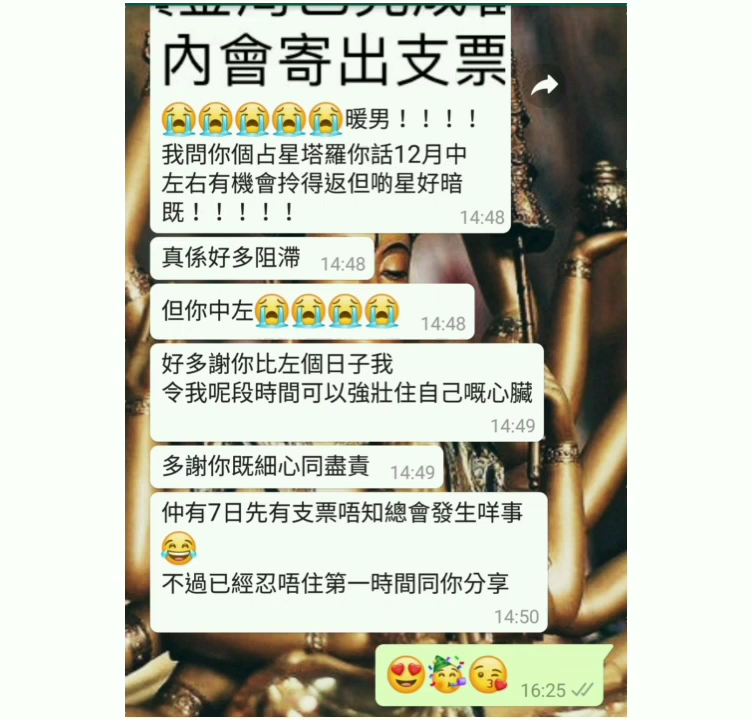 內會寄出支票
😭😭😭😭😭暖男！！！！
我問你個占星塔羅你話12月中
左右有機會拎得返但啲星好暗
既！！！！！
14:48
真係好多阻滯
14:48
但你中左😭😭😭😭
14:48
好多謝你比左個日子我
令我呢段時間可以強壯住自己嘅心臟
14:49
多謝你既細心同盡責
14:49
仲有7日先有支票唔知總會發生咩事
😂
不過已經忍唔住第一時間同你分享
14:50
😍🥳😘
16:25